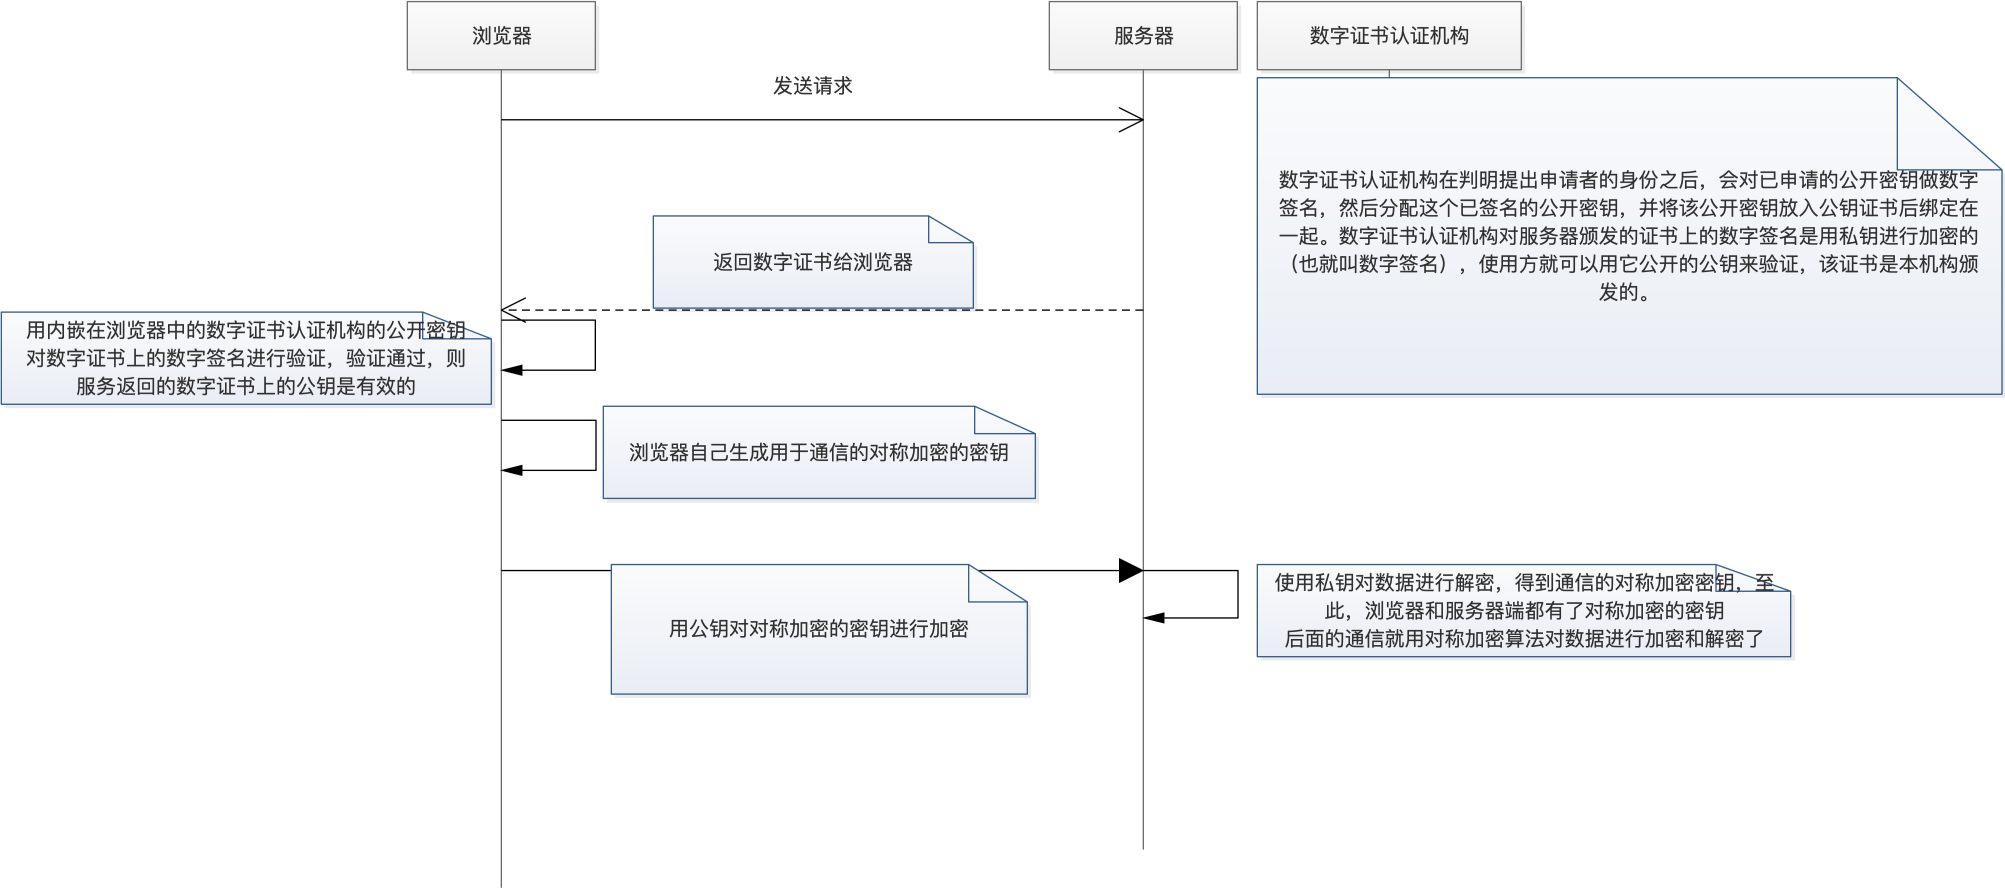 浏览器
服务器
数字证书认证机构
发送请求
数字证书认证机构在判明提出申请者的身份之后，会对已申请的公开密钥做数字
签名，然后分配这个已签名的公开密钥，并将该公开密钥放入公钥证书后绑定在
一起。数字证书认证机构对服务器颁发的证书上的数字签名是用私钥进行加密的
（也就叫数字签名），使用方就可以用它公开的公钥来验证，该证书是本机构颁
发的。
返回数字证书给浏览器
用内嵌在浏览器中的数字证书认证机构的公开密钥
对数字证书上的数字签名进行验证，验证通过，则
服务返回的数字证书上的公钥是有效的
浏览器自己生成用于通信的对称加密的密钥
用公钥对对称加密的密钥进行加密
使用私钥对数据进行解密，得到通信的对称加密密钥，至
此，浏览器和服务器端都有了对称加密的密钥
后面的通信就用对称加密算法对数据进行加密和解密了